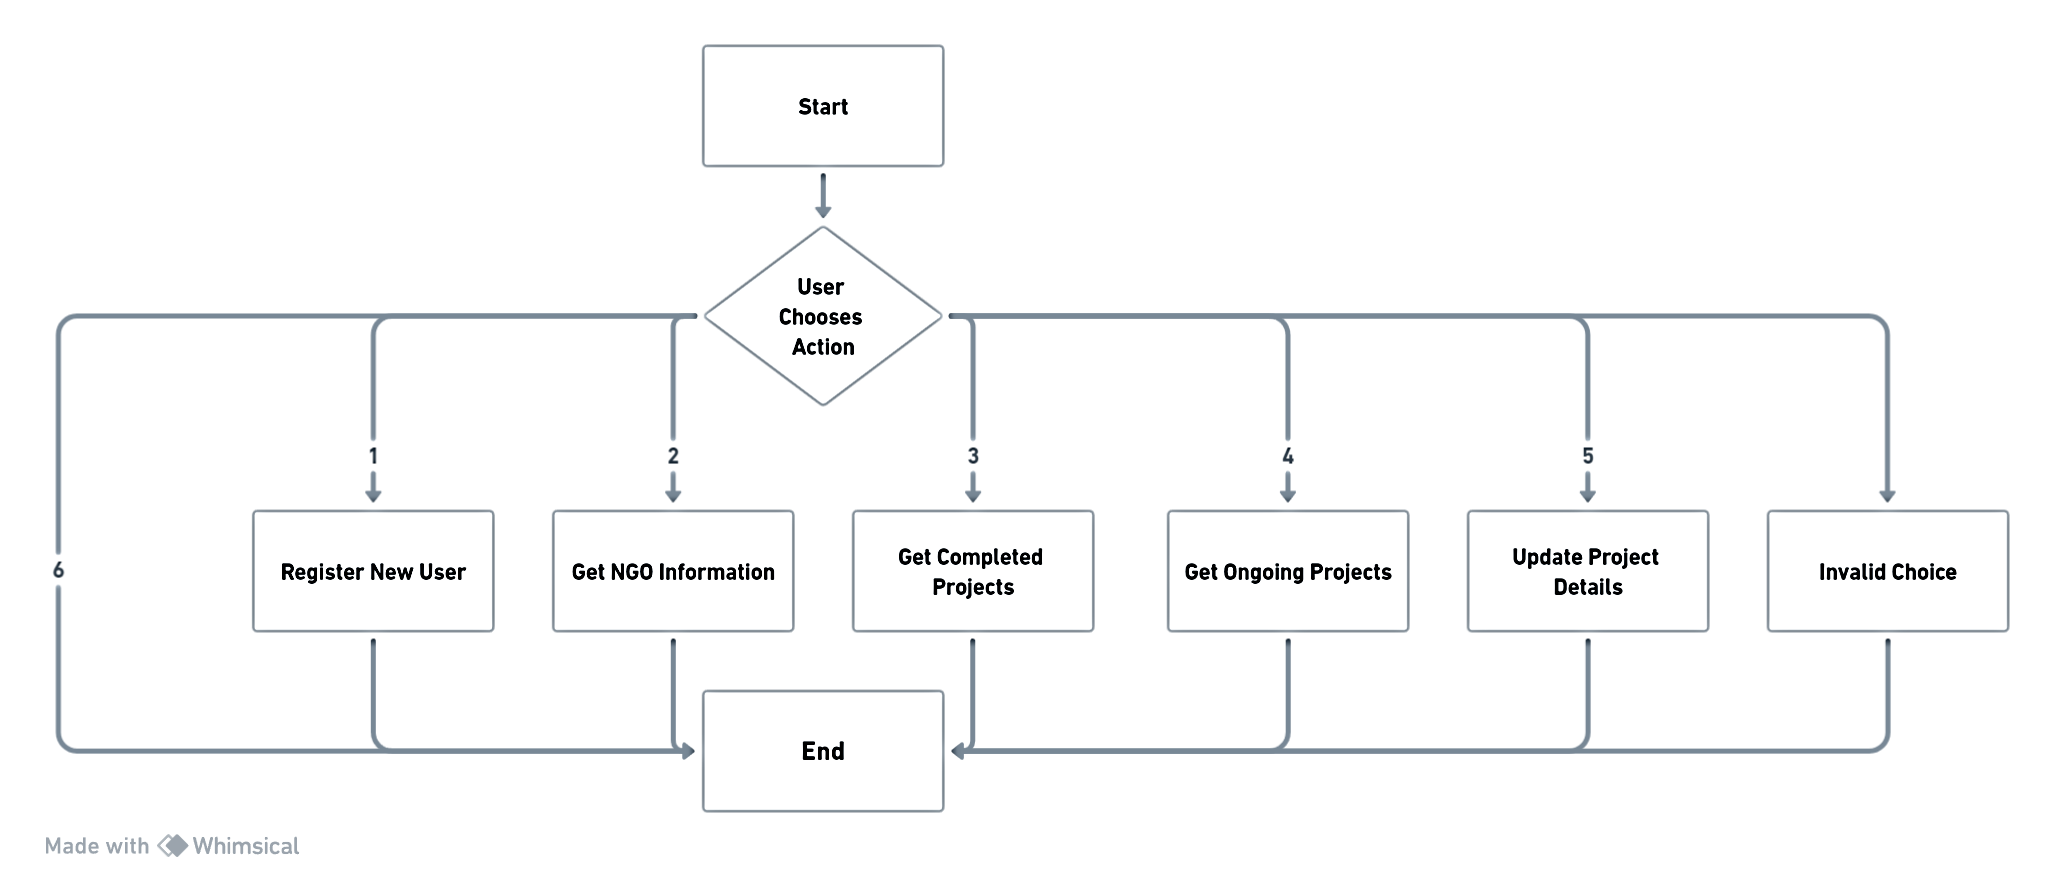 Start
User
Chooses
Action
1
2
3
4
5
6
Register New User
Get NGO Information
Get Completed
Projects
Get Ongoing Projects
Update Project
Details
Invalid Choice
End
Made with Whimsical